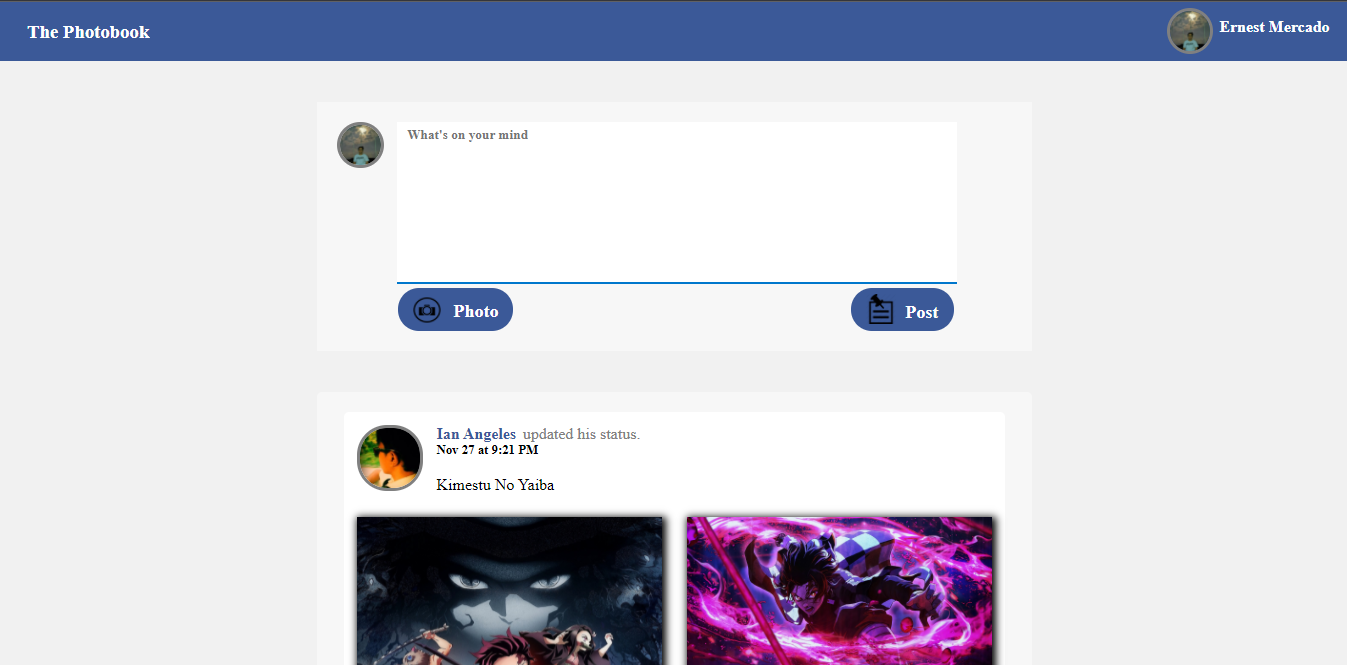 The Photobook
Ernest Mercado
What's on your mind
Photo
Post
Ian Angeles updated his status.
Nov 27 at 9:21 PM
Kimestu No Yaiba